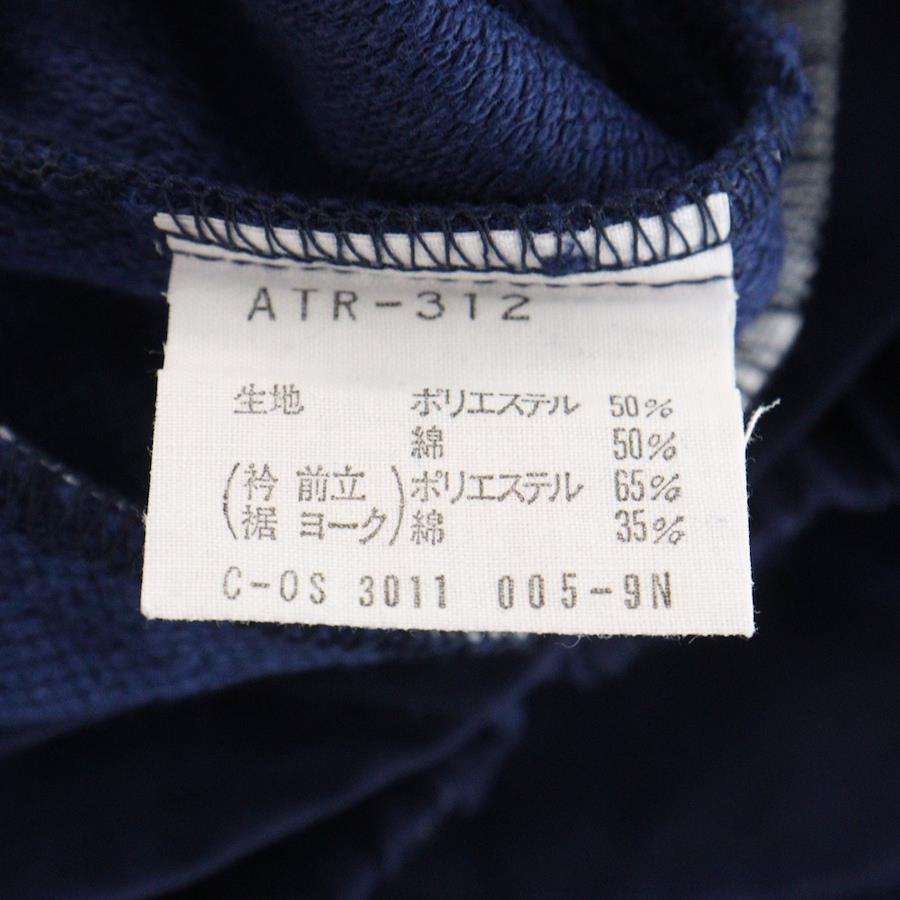 ATR-312
生地 ポリエステル 50%
綿 50%
(衿 前立 裾 ヨーク) ポリエステル 65%
綿 35%
C-OS 3011 005-9N